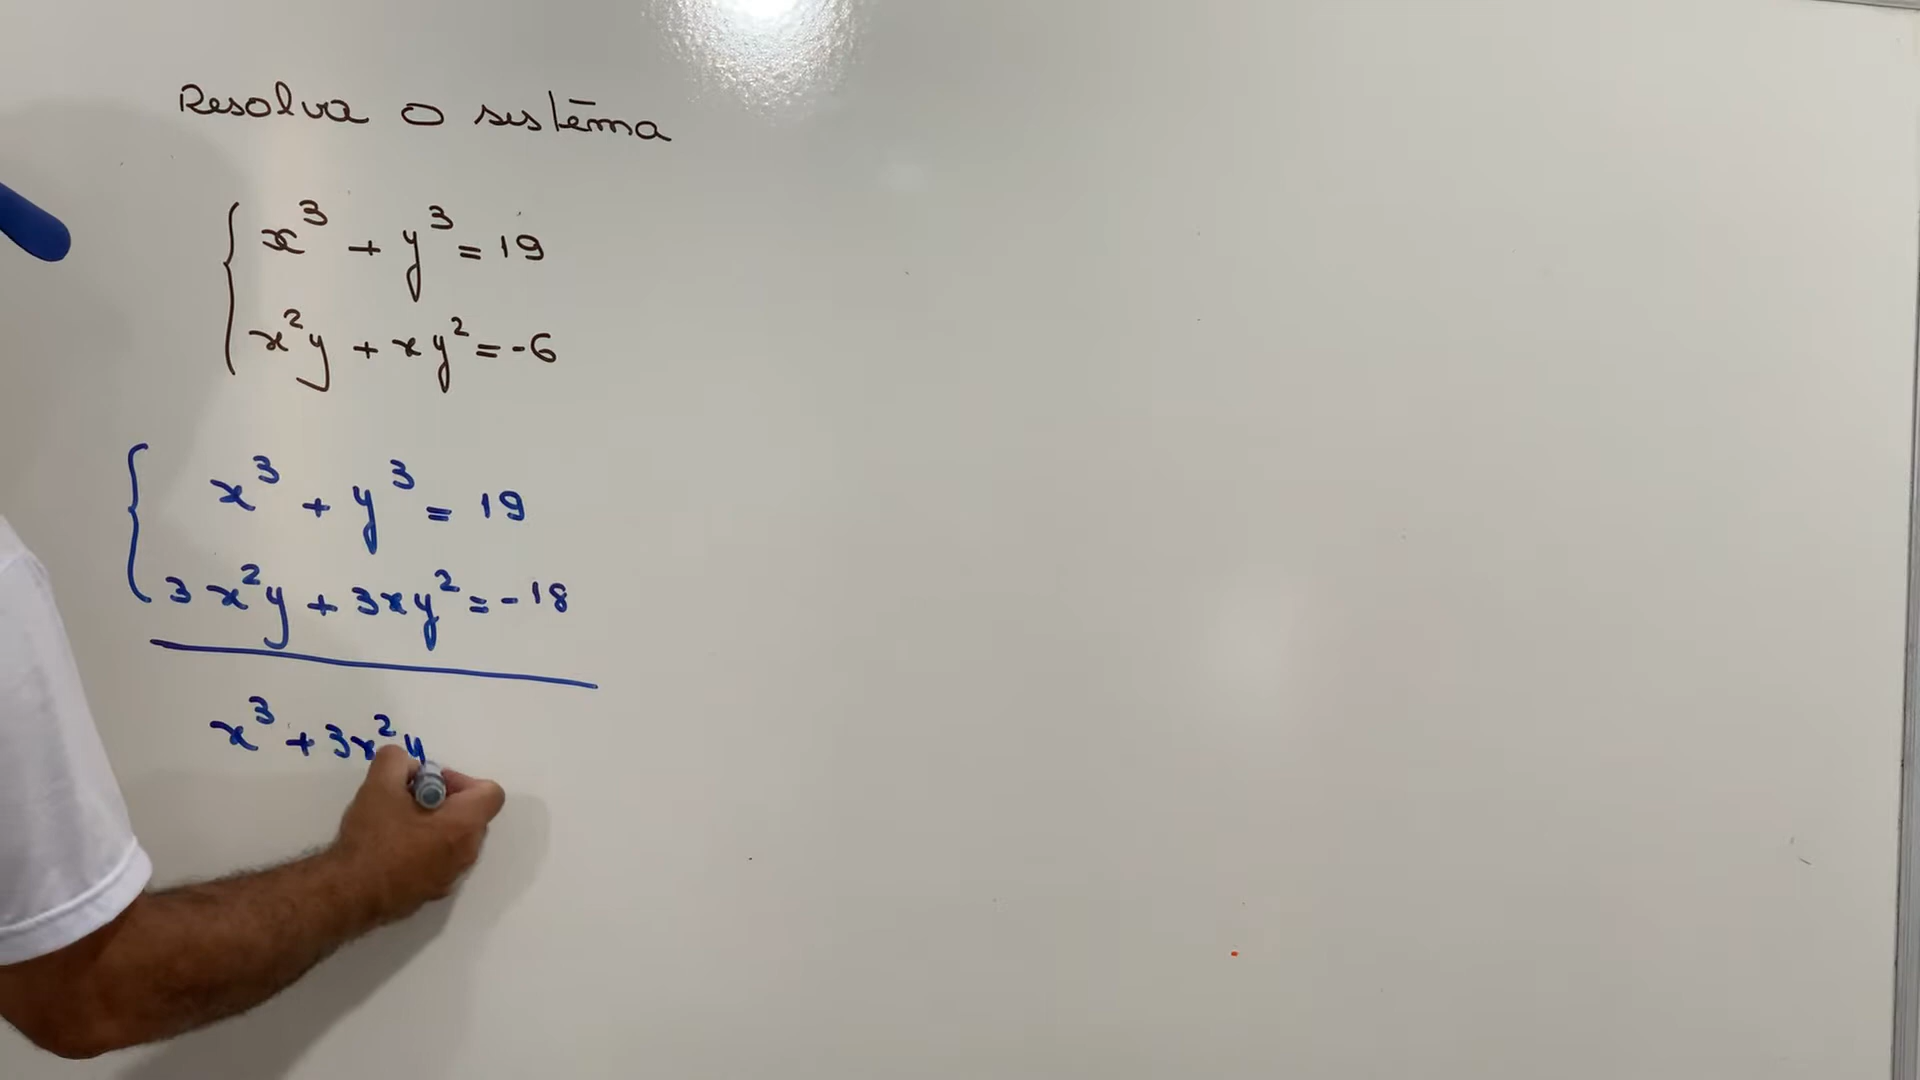 Resolva o sistema
x³ + y³ = 19
x²y + xy² = -6
x³ + y³ = 19
3x²y + 3xy² = -18
x³ + 3x²y